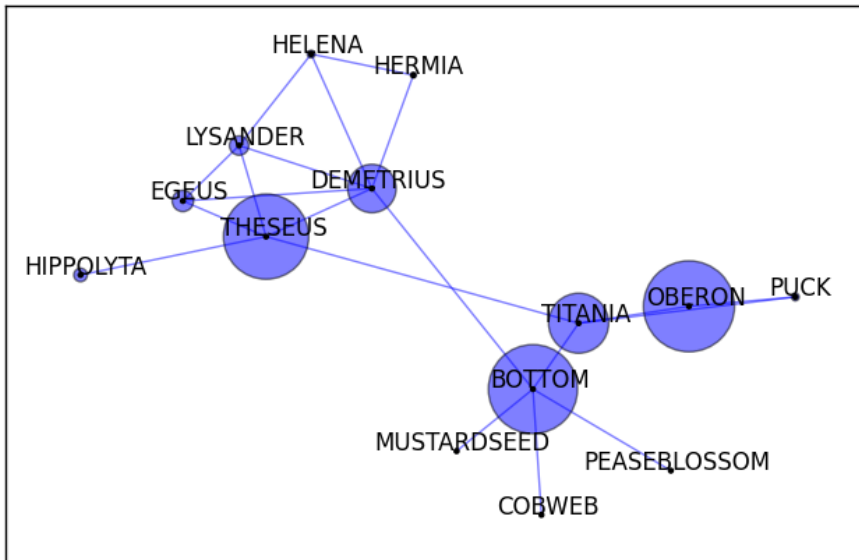 HELENA
HERMIA
LYSANDER
DEMETRIUS
EGEUS
THESEUS
HIPPOLYTA
PUCK
OBERON
TITANIA
BOTTOM
MUSTARDSEED
PEASEBLOSSOM
COBWEB